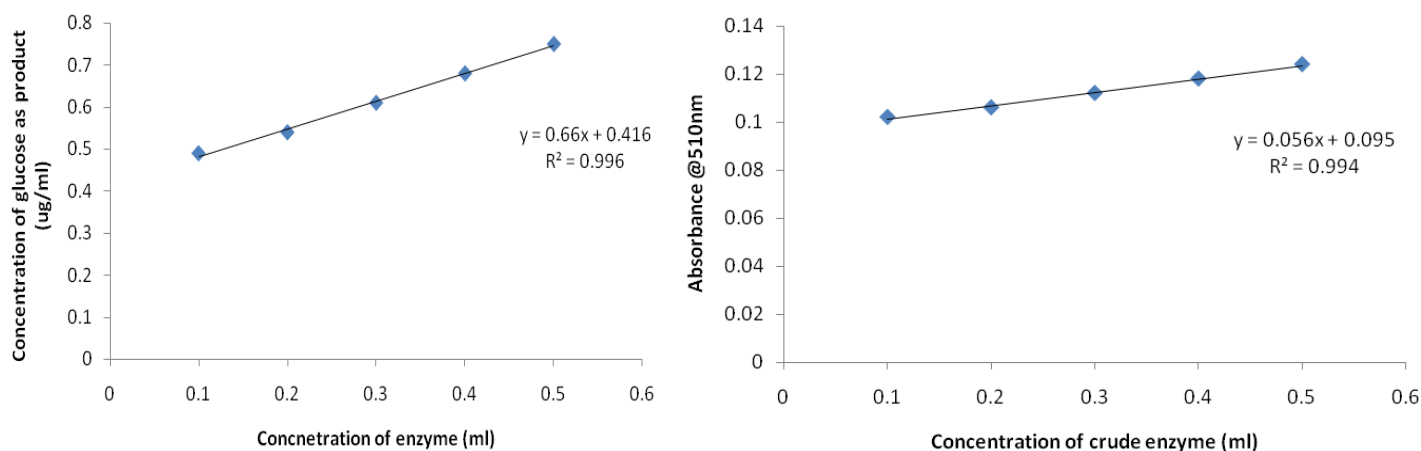 Concentration of glucose as product
(ug/ml)
0.8
0.7
0.6
0.5
0.4
0.3
0.2
0.1
0
y = 0.66x + 0.416
R² = 0.996
0 0.1 0.2 0.3 0.4 0.5 0.6
Concnetration of enzyme (ml)
Absorbance @510nm
0.14
0.12
0.1
0.08
0.06
0.04
0.02
0
y = 0.056x + 0.095
R² = 0.994
0 0.1 0.2 0.3 0.4 0.5 0.6
Concentration of crude enzyme (ml)